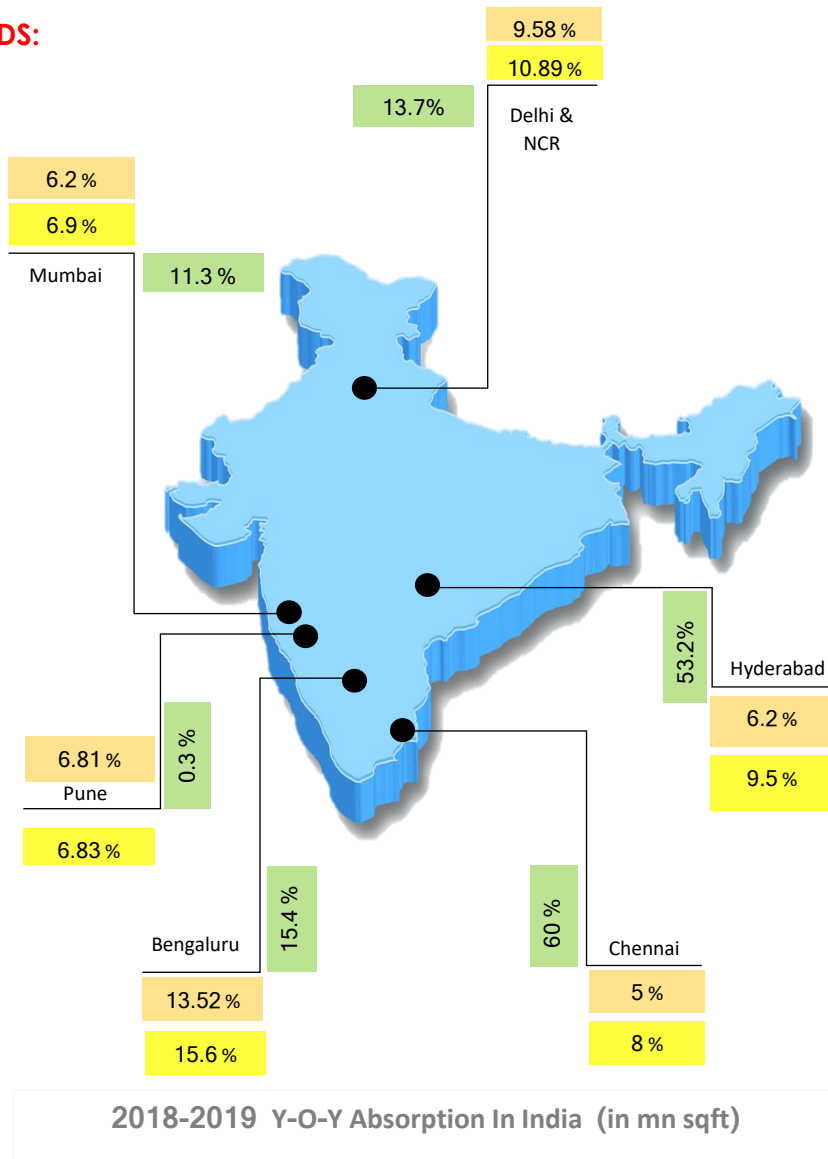 DS:
9.58 %
10.89 %
13.7%
Delhi &
NCR
6.2 %
6.9 %
Mumbai
11.3 %
53.2%
Hyderabad
6.2 %
9.5 %
6.81 %
Pune
6.83 %
0.3 %
Bengaluru
15.4 %
13.52 %
15.6 %
60 %
Chennai
5 %
8 %
2018-2019 Y-O-Y Absorption In India (in mn sqft)